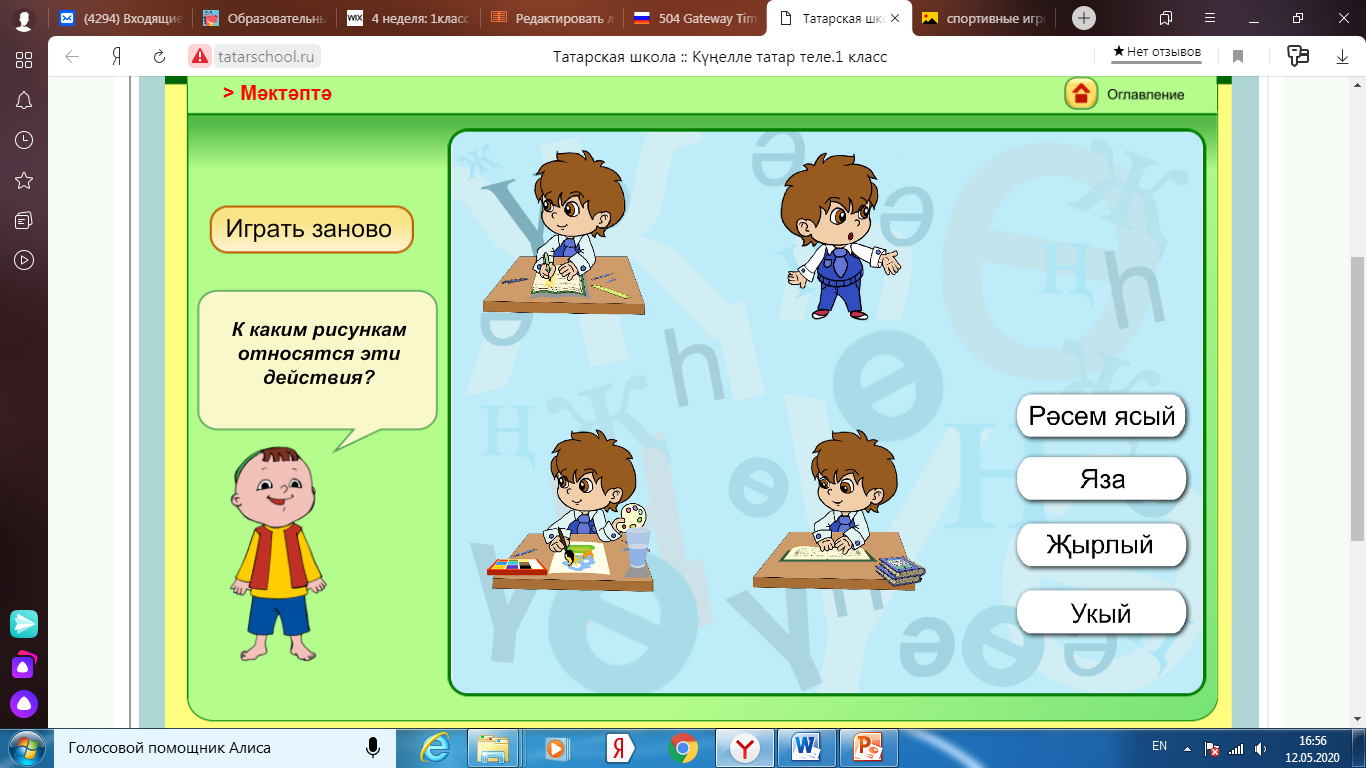 (4294) Входящие
Образовательны
4 неделя: 1класс
Редактировать л
504 Gateway Tim
Татарская шко
спортивные игры
tatarschool.ru
Татарская школа :: Күңелле татар теле.1 класс
Нет отзывов
> Мәктәптә
Оглавление
Играть заново
К каким рисункам
относятся эти
действия?
Рәсем ясый
Яза
Җырлый
Укый
Голосовой помощник Алиса
EN
16:56
12.05.2020